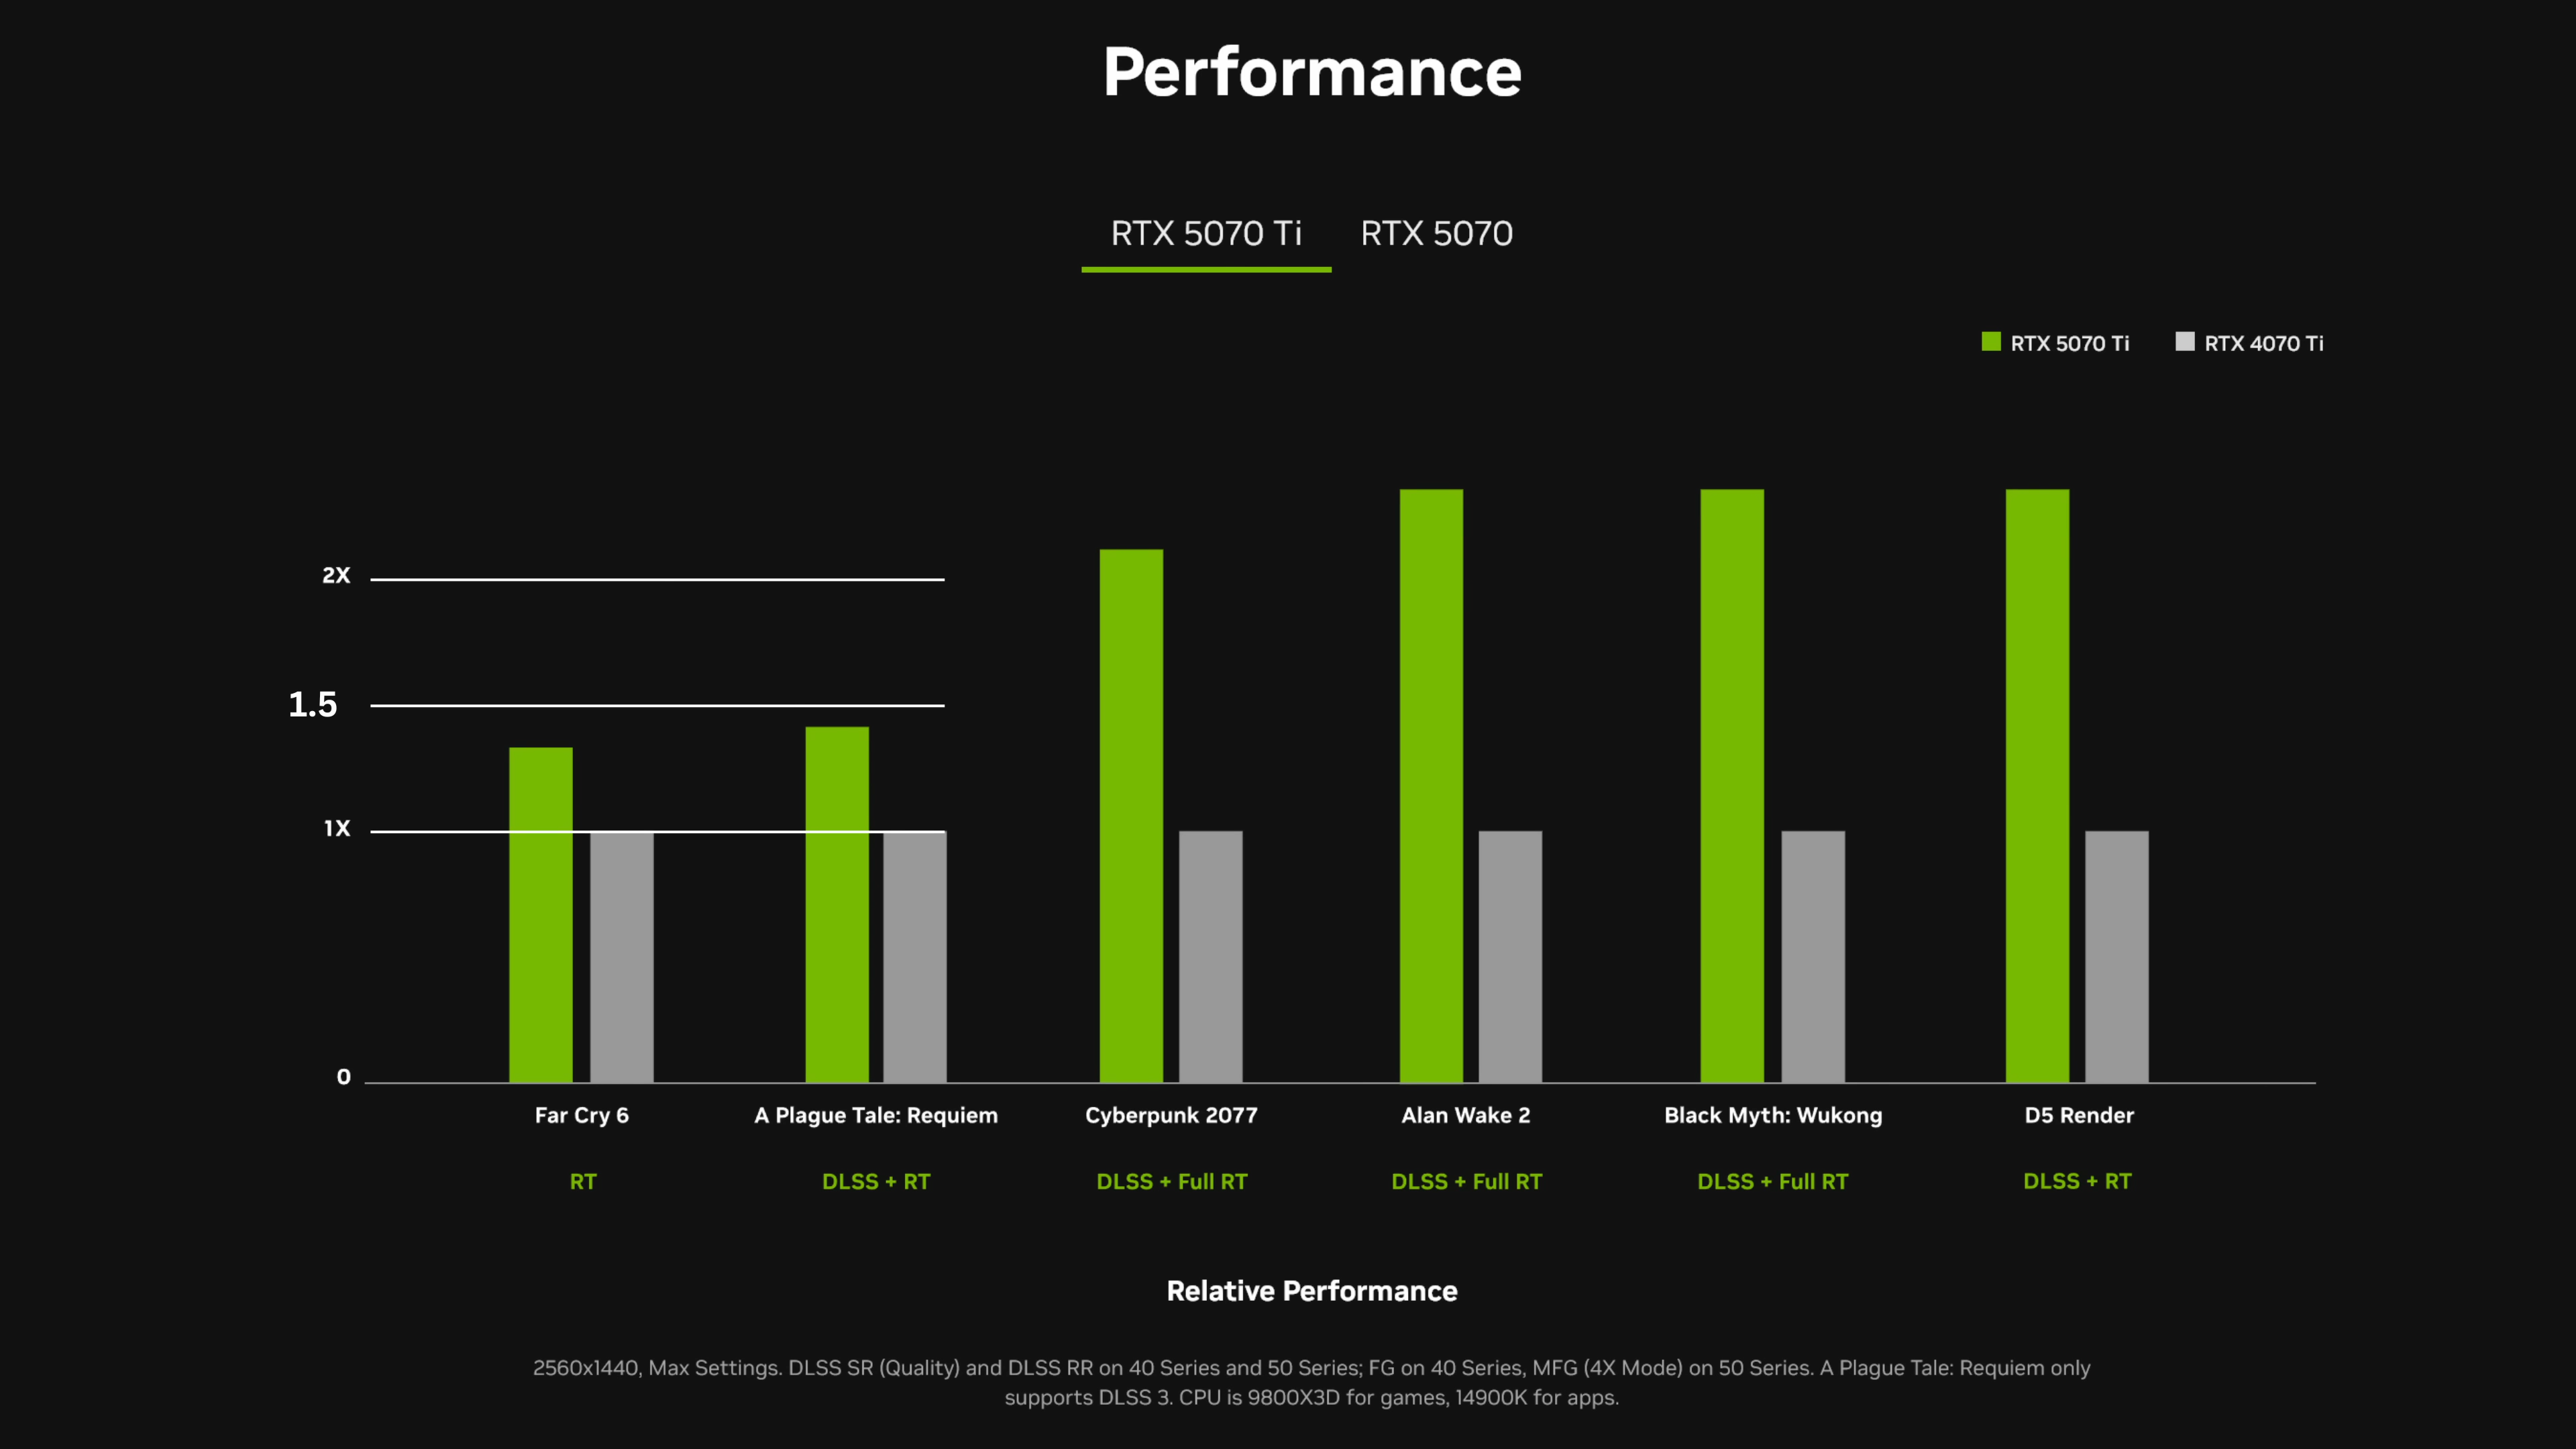 Performance
RTX 5070 Ti RTX 5070
RTX 5070 Ti RTX 4070 Ti
2X
1.5
1X
0
Far Cry 6 A Plague Tale: Requiem Cyberpunk 2077 Alan Wake 2 Black Myth: Wukong D5 Render
RT DLSS + RT DLSS + Full RT DLSS + Full RT DLSS + Full RT DLSS + RT
Relative Performance
2560x1440, Max Settings. DLSS SR (Quality) and DLSS RR on 40 Series and 50 Series; FG on 40 Series, MFG (4X Mode) on 50 Series. A Plague Tale: Requiem only
supports DLSS 3. CPU is 9800X3D for games, 14900K for apps.